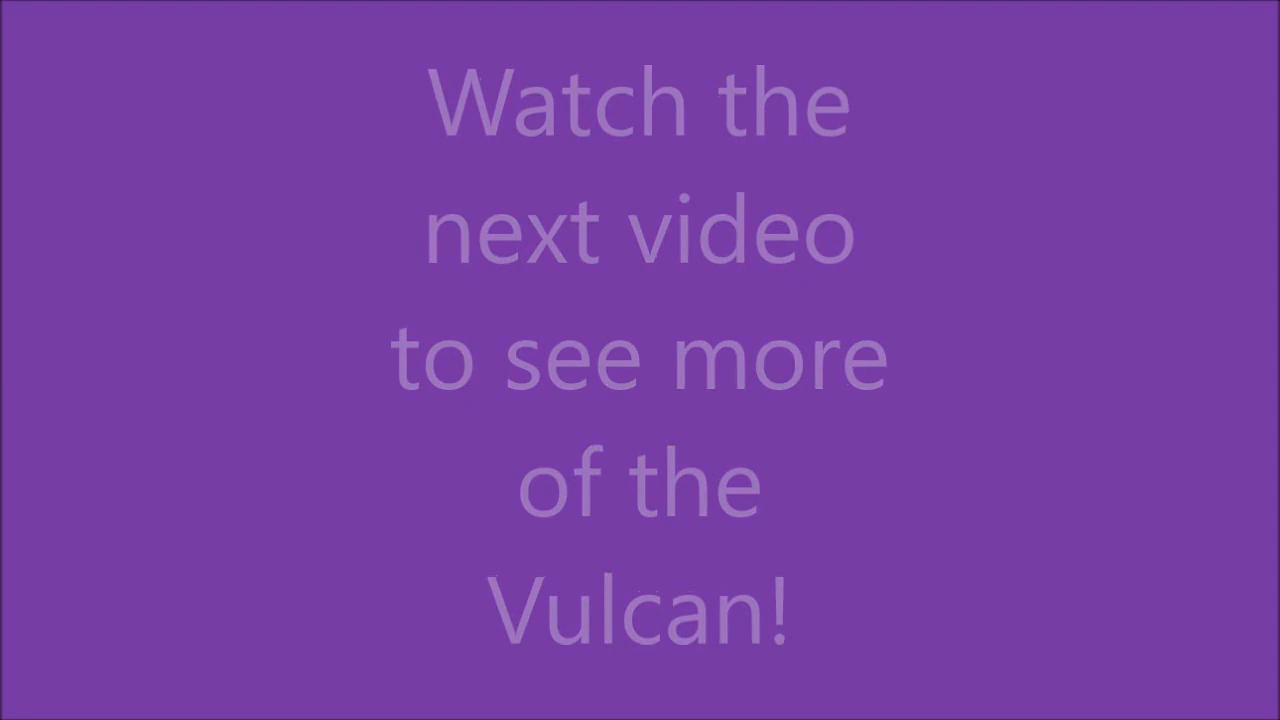 Watch the
next video
to see more
of the
Vulcan!